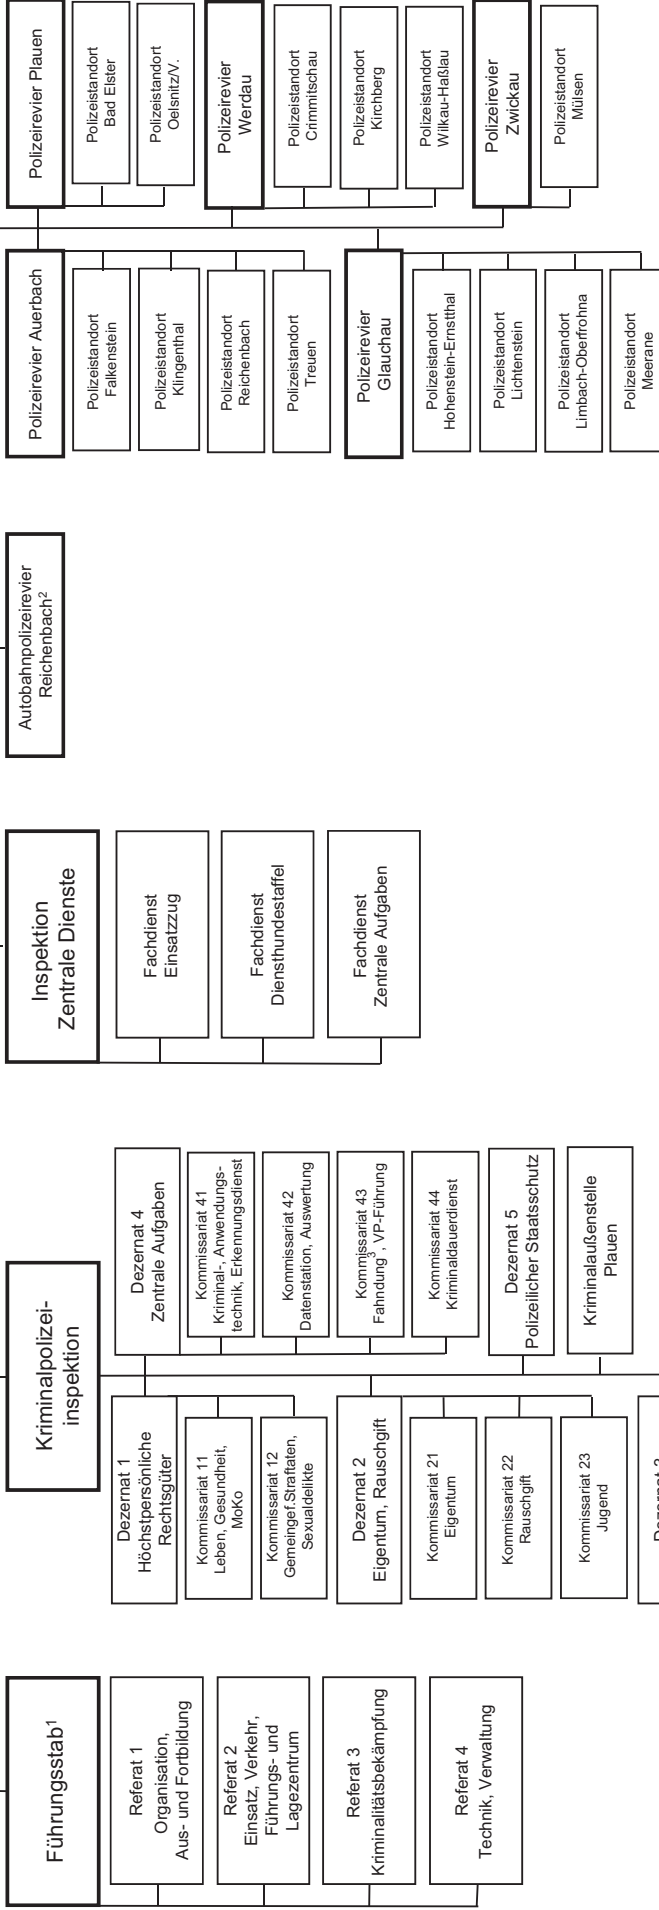 Führungsstab¹
Referat 1
Organisation,
Aus- und Fortbildung
Referat 2
Einsatz, Verkehr,
Führungs- und
Lagezentrum
Referat 3
Kriminalitätsbekämpfung
Referat 4
Technik, Verwaltung
Kriminalpolizei-
inspektion
Dezernat 1
Höchstpersönliche
Rechtsgüter
Kommissariat 11
Leben, Gesundheit,
MoKo
Kommissariat 12
Gemeingef.Straftaten,
Sexualdelikte
Dezernat 2
Eigentum, Rauschgift
Kommissariat 21
Eigentum
Kommissariat 22
Rauschgift
Kommissariat 23
Jugend
Dezernat 4
Zentrale Aufgaben
Kommissariat 41
Kriminal-, Anwendungs-
technik, Erkennungsdienst
Kommissariat 42
Datenstation, Auswertung
Kommissariat 43
Fahndung³, VP-Führung
Kommissariat 44
Kriminaldauerdienst
Dezernat 5
Polizeilicher Staatsschutz
Kriminalaußenstelle
Plauen
Inspektion
Zentrale Dienste
Fachdienst
Einsatzzug
Fachdienst
Diensthundestaffel
Fachdienst
Zentrale Aufgaben
Autobahnpolizeirevier
Reichenbach²
Polizeirevier Auerbach
Polizeistandort
Falkenstein
Polizeistandort
Klingenthal
Polizeistandort
Reichenbach
Polizeistandort
Treuen
Polizeirevier
Glauchau
Polizeistandort
Hohenstein-Ernstthal
Polizeistandort
Lichtenstein
Polizeistandort
Limbach-Oberfrohna
Polizeistandort
Meerane
Polizeirevier Plauen
Polizeistandort
Bad Elster
Polizeistandort
Oelsnitz/V.
Polizeirevier
Werdau
Polizeistandort
Crimmitschau
Polizeistandort
Kirchberg
Polizeistandort
Wilkau-Haßlau
Polizeirevier
Zwickau
Polizeistandort
Mülsen